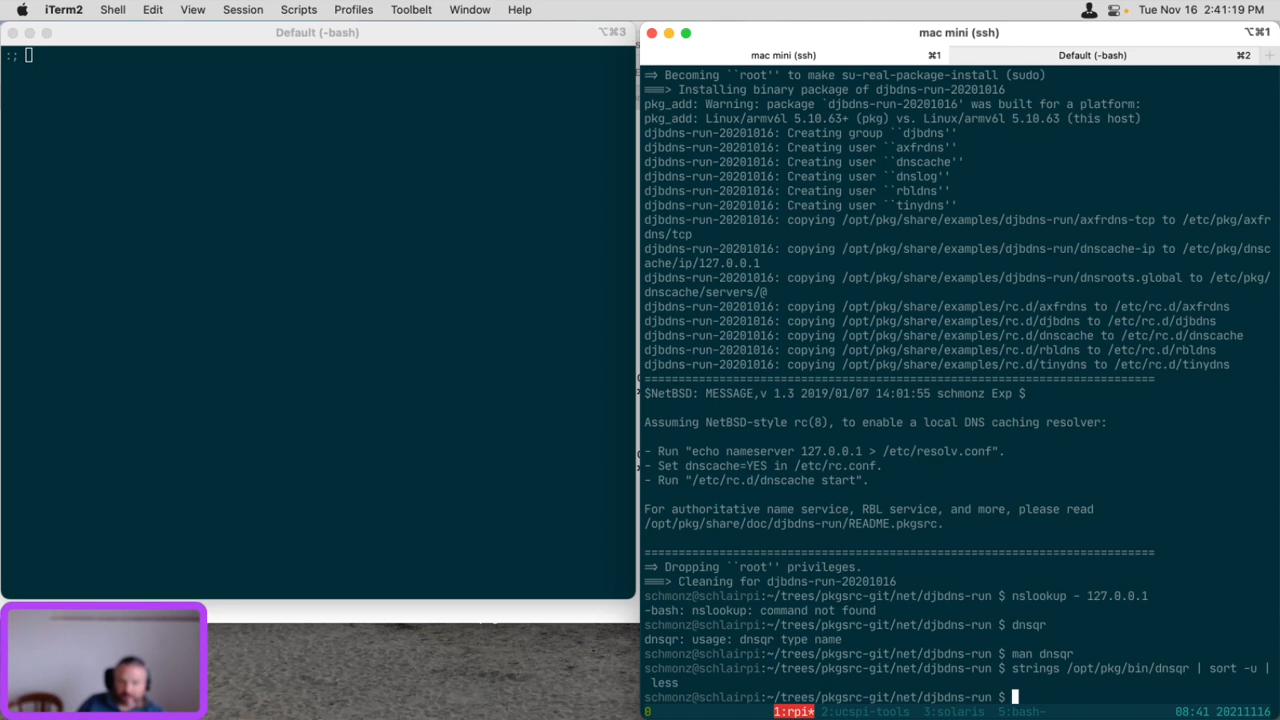 iTerm2 Shell Edit View Session Scripts Profiles Toolbelt Window Help Tue Nov 16 2:41:19 PM
Default (-bash) ⌥⌘3
:;
mac mini (ssh) ⌥⌘1
mac mini (ssh) ⌘1 Default (-bash) ⌘2 +
=> Becoming ``root'' to make su-real-package-install (sudo)
===> Installing binary package of djbdns-run-20201016
pkg_add: Warning: package `djbdns-run-20201016' was built for a platform:
pkg_add: Linux/armv6l 5.10.63+ (pkg) vs. Linux/armv6l 5.10.63 (this host)
djbdns-run-20201016: Creating group ``djbdns''
djbdns-run-20201016: Creating user ``axfrdns''
djbdns-run-20201016: Creating user ``dnscache''
djbdns-run-20201016: Creating user ``dnslog''
djbdns-run-20201016: Creating user ``rbldns''
djbdns-run-20201016: Creating user ``tinydns''
djbdns-run-20201016: copying /opt/pkg/share/examples/djbdns-run/axfrdns-tcp to /etc/pkg/axfr
dns/tcp
djbdns-run-20201016: copying /opt/pkg/share/examples/djbdns-run/dnscache-ip to /etc/pkg/dnsc
ache/ip/127.0.0.1
djbdns-run-20201016: copying /opt/pkg/share/examples/djbdns-run/dnsroots.global to /etc/pkg/
dnscache/servers/@
djbdns-run-20201016: copying /opt/pkg/share/examples/rc.d/axfrdns to /etc/rc.d/axfrdns
djbdns-run-20201016: copying /opt/pkg/share/examples/rc.d/djbdns to /etc/rc.d/djbdns
djbdns-run-20201016: copying /opt/pkg/share/examples/rc.d/dnscache to /etc/rc.d/dnscache
djbdns-run-20201016: copying /opt/pkg/share/examples/rc.d/rbldns to /etc/rc.d/rbldns
djbdns-run-20201016: copying /opt/pkg/share/examples/rc.d/tinydns to /etc/rc.d/tinydns
===========================================================================
$NetBSD: MESSAGE,v 1.3 2019/01/07 14:01:55 schmonz Exp $
Assuming NetBSD-style rc(8), to enable a local DNS caching resolver:
- Run "echo nameserver 127.0.0.1 > /etc/resolv.conf".
- Set dnscache=YES in /etc/rc.conf.
- Run "/etc/rc.d/dnscache start".
For authoritative name service, RBL service, and more, please read
/opt/pkg/share/doc/djbdns-run/README.pkgsrc.
===========================================================================
=> Dropping ``root'' privileges.
===> Cleaning for djbdns-run-20201016
schmonz@schlairpi:~/trees/pkgsrc-git/net/djbdns-run $ nslookup - 127.0.0.1
-bash: nslookup: command not found
schmonz@schlairpi:~/trees/pkgsrc-git/net/djbdns-run $ dnsqr
dnsqr: usage: dnsqr type name
schmonz@schlairpi:~/trees/pkgsrc-git/net/djbdns-run $ man dnsqr
schmonz@schlairpi:~/trees/pkgsrc-git/net/djbdns-run $ strings /opt/pkg/bin/dnsqr | sort -u |
less
schmonz@schlairpi:~/trees/pkgsrc-git/net/djbdns-run $
0 1:rpi* 2:ucspi-tools 3:solaris 5:bash- 08:41 20211116